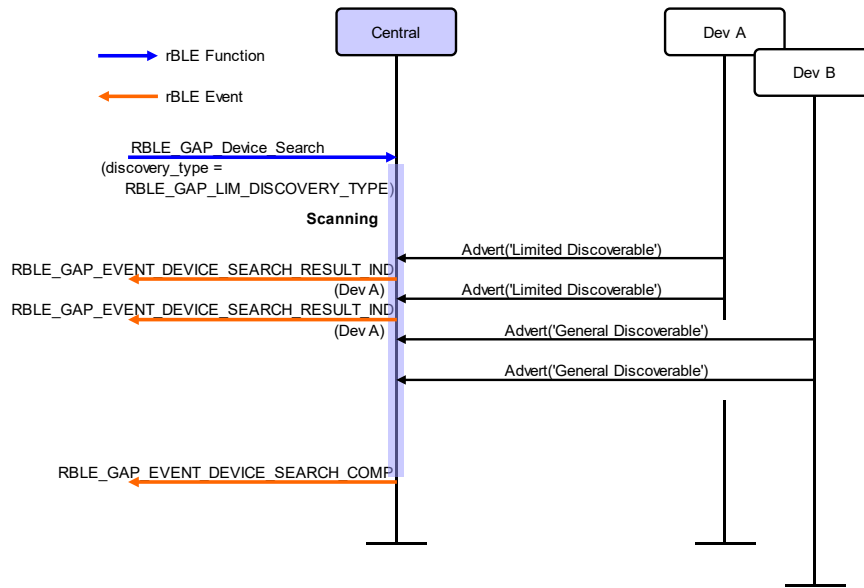 Central
Dev A
Dev B
rBLE Function
rBLE Event
RBLE_GAP_Device_Search
(discovery_type =
RBLE_GAP_LIM_DISCOVERY_TYPE)
Scanning
Advert('Limited Discoverable')
RBLE_GAP_EVENT_DEVICE_SEARCH_RESULT_IND
(Dev A)
Advert('Limited Discoverable')
RBLE_GAP_EVENT_DEVICE_SEARCH_RESULT_IND
(Dev A)
Advert('General Discoverable')
Advert('General Discoverable')
RBLE_GAP_EVENT_DEVICE_SEARCH_COMP